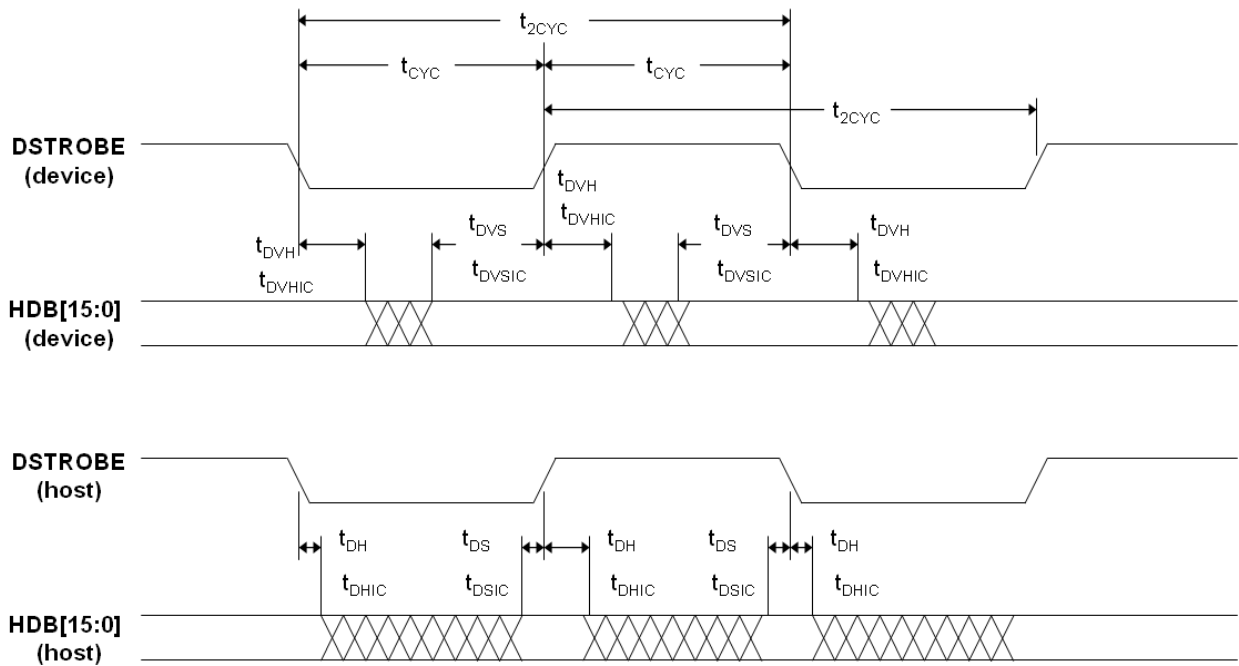 t2CYC
tCYC tCYC
t2CYC
DSTROBE
(device)
tDVH
tDVHIC
tDVS tDVS tDVH
tDVH
tDVSIC tDVSIC tDVHIC
tDVHIC
HDB[15:0]
(device)
DSTROBE
(host)
tDH tDS tDH tDS tDH
tDHIC tDSIC tDHIC tDSIC tDHIC
HDB[15:0]
(host)